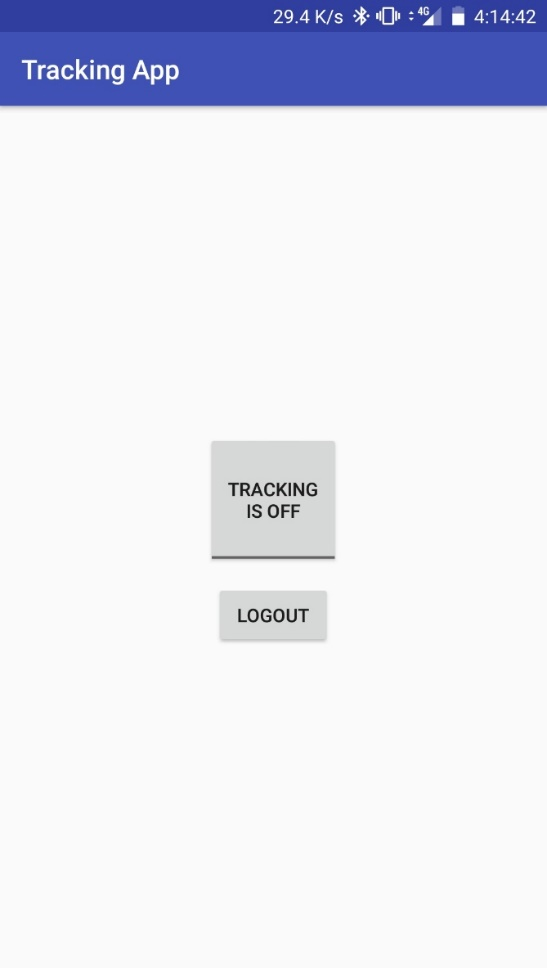 29.4 K/s 4G 4:14:42
Tracking App
TRACKING
IS OFF
LOGOUT